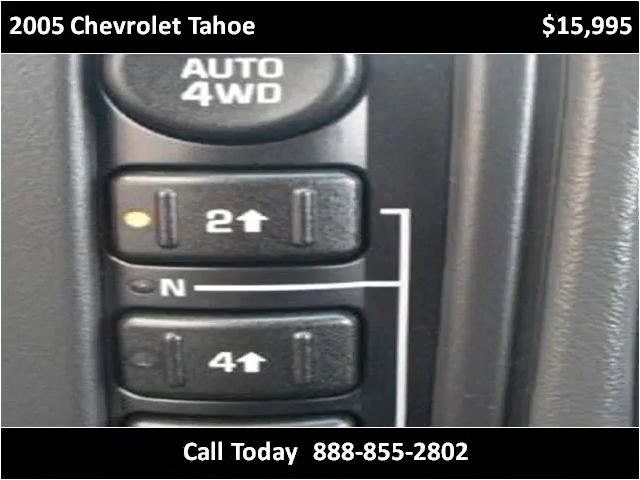 2005 Chevrolet Tahoe $15,995
AUTO
4WD
2↑
N
4↑
Call Today 888-855-2802